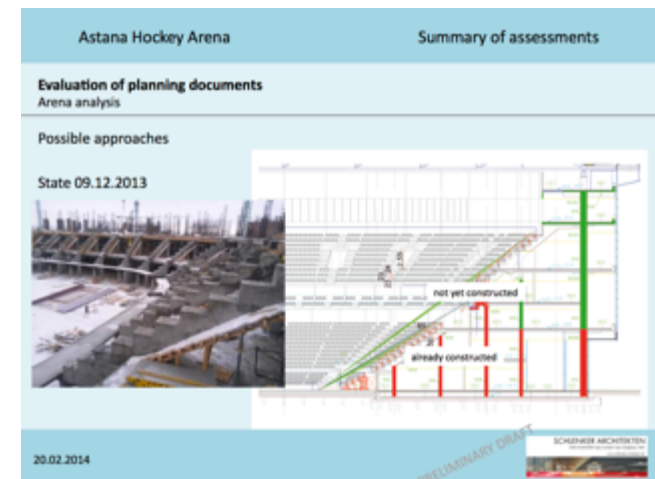 Astana Hockey Arena
Summary of assessments
Evaluation of planning documents
Arena analysis
Possible approaches
State 09.12.2013
not yet constructed
already constructed
20.02.2014
PRELIMINARY DRAFT
SCHLENKER ARCHITEKTEN